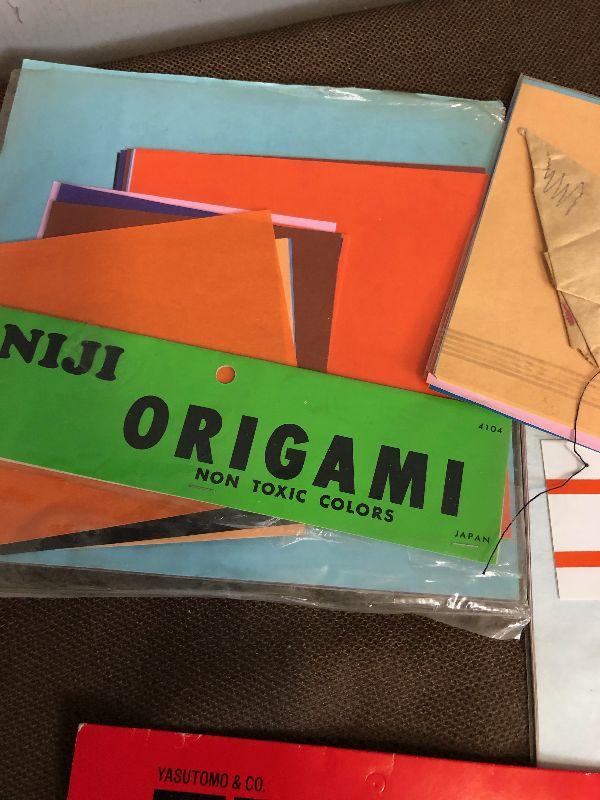 NIJI
4104
ORIGAMI
NON TOXIC COLORS
JAPAN
YASUTOMO & CO.